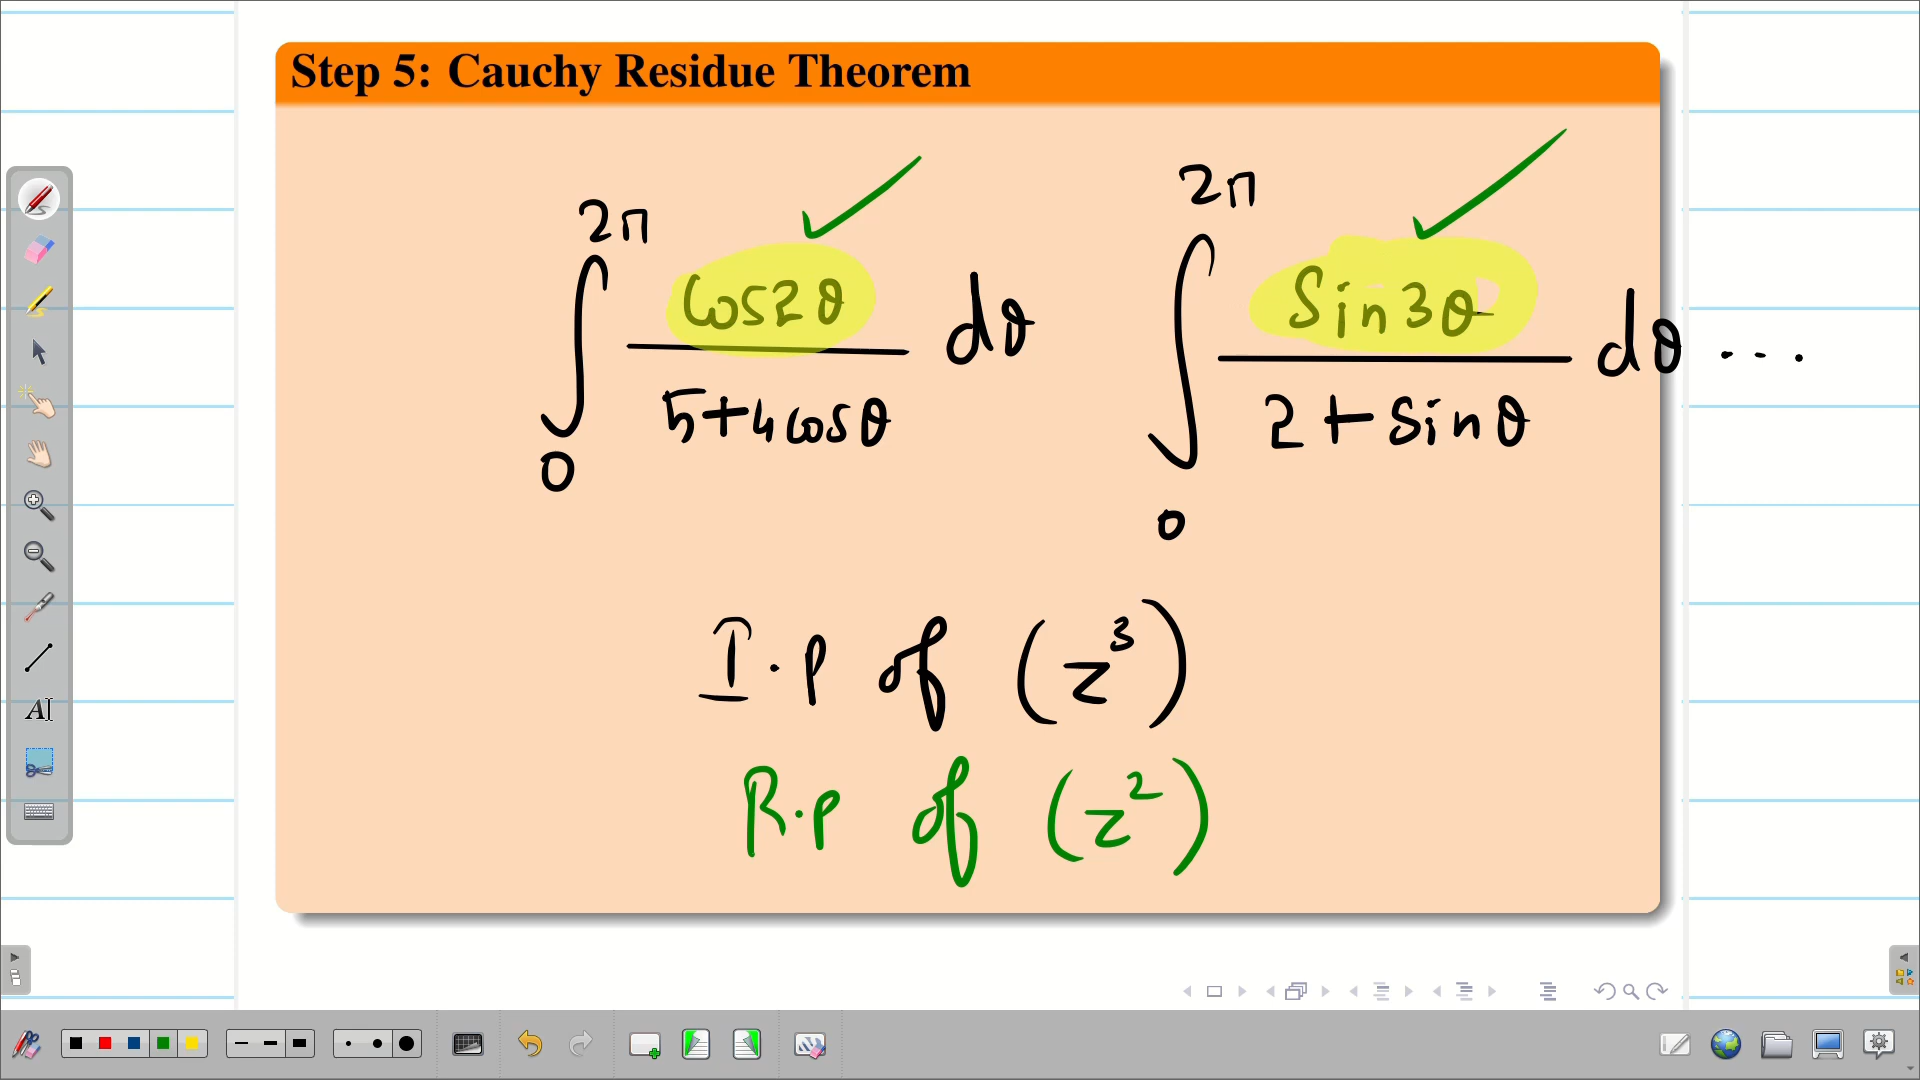 Step 5: Cauchy Residue Theorem
∫₀^2π cos2θ / (5+4cosθ) dθ   ∫₀^2π Sin3θ / (2+sinθ) dθ ...
I.P of (z³)
R.P of (z²)